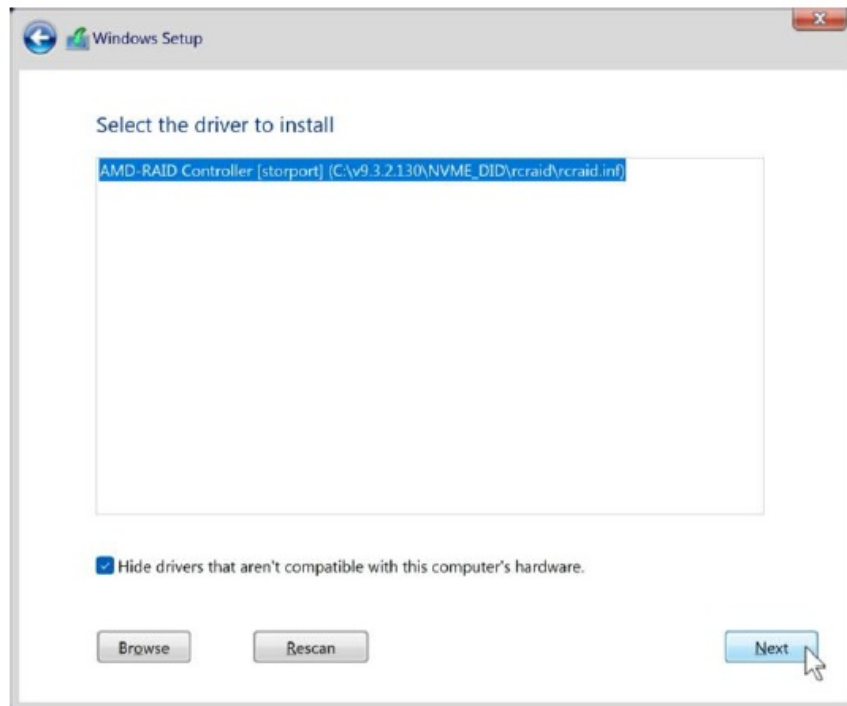 Windows Setup
Select the driver to install
AMD-RAID Controller [storport] (C:\v9.3.2.130\NVME_DID\rcraid\rcraid.inf)
Hide drivers that aren't compatible with this computer's hardware.
Browse
Rescan
Next